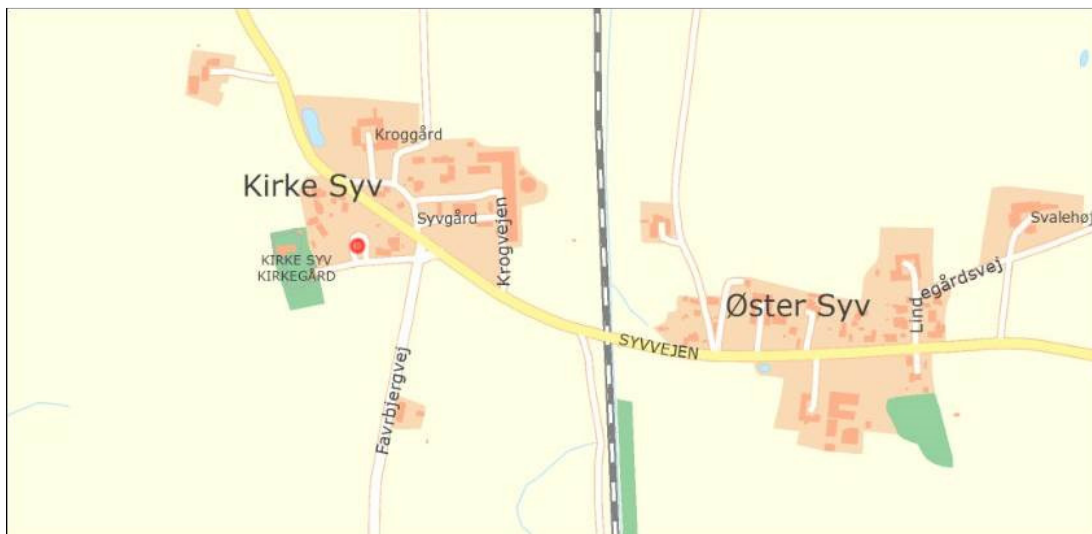 Kroggård
Kirke Syv
Syvgård
Krogvejen
KIRKE SYV
KIRKEGÅRD
Favrbjergvej
SYVVEJEN
Øster Syv
Lindegårdsvej
Svalehøj